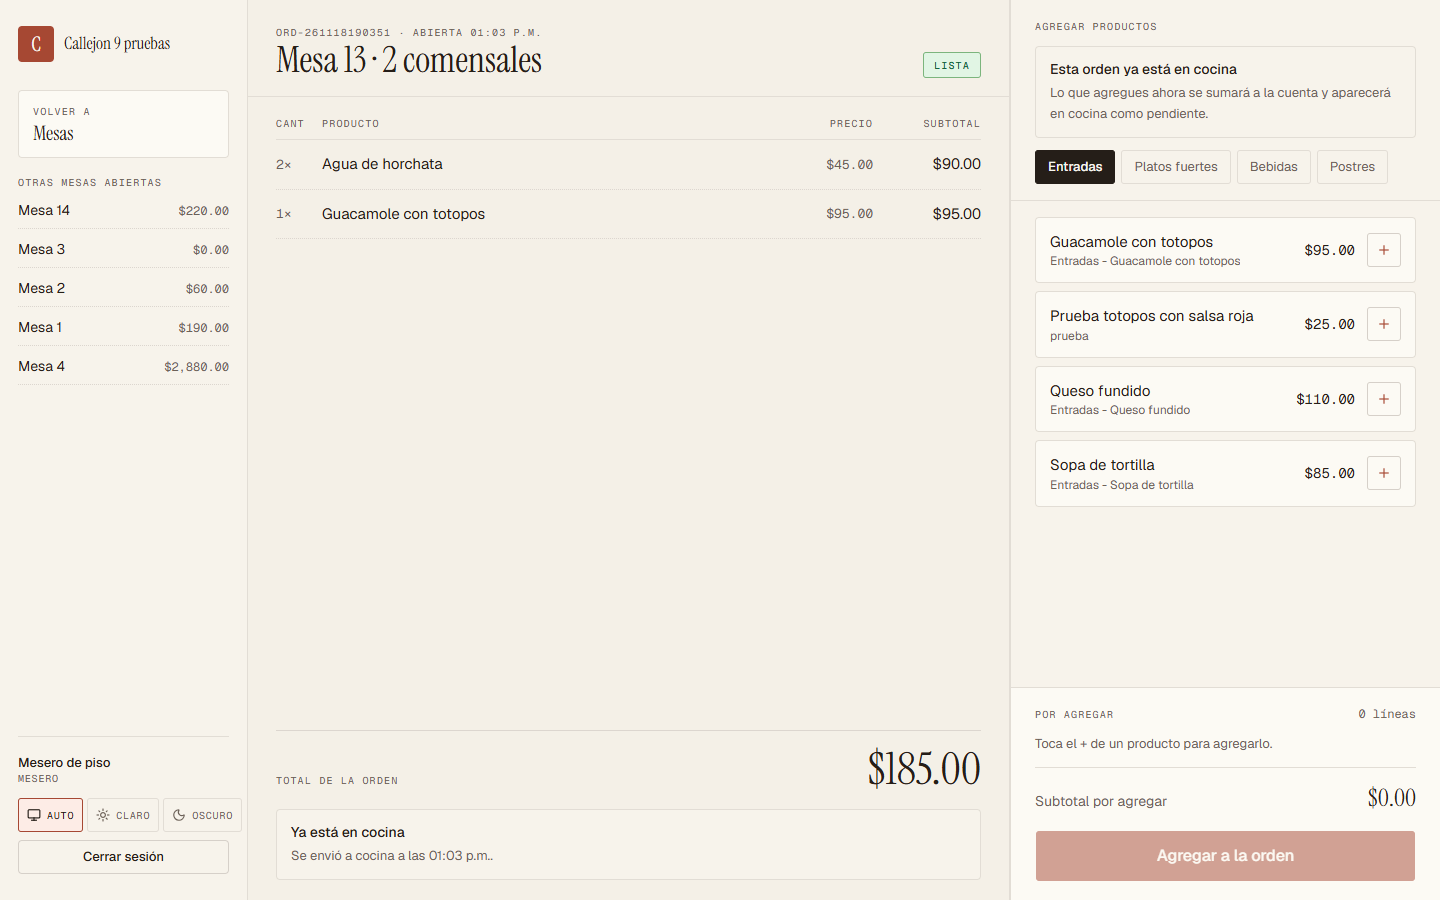 C
Callejon 9 pruebas
VOLVER A
Mesas
OTRAS MESAS ABIERTAS
Mesa 14 $220.00
Mesa 3 $0.00
Mesa 2 $60.00
Mesa 1 $190.00
Mesa 4 $2,880.00
Mesero de piso
MESERO
AUTO CLARO OSCURO
Cerrar sesión
ORD-261118190351 · ABIERTA 01:03 P.M.
Mesa 13 · 2 comensales
LISTA
CANT PRODUCTO PRECIO SUBTOTAL
2× Agua de horchata $45.00 $90.00
1× Guacamole con totopos $95.00 $95.00
TOTAL DE LA ORDEN $185.00
Ya está en cocina
Se envió a cocina a las 01:03 p.m..
AGREGAR PRODUCTOS
Esta orden ya está en cocina
Lo que agregues ahora se sumará a la cuenta y aparecerá
en cocina como pendiente.
Entradas Platos fuertes Bebidas Postres
Guacamole con totopos
Entradas - Guacamole con totopos
$95.00 +
Prueba totopos con salsa roja
prueba
$25.00 +
Queso fundido
Entradas - Queso fundido
$110.00 +
Sopa de tortilla
Entradas - Sopa de tortilla
$85.00 +
POR AGREGAR 0 líneas
Toca el + de un producto para agregarlo.
Subtotal por agregar $0.00
Agregar a la orden